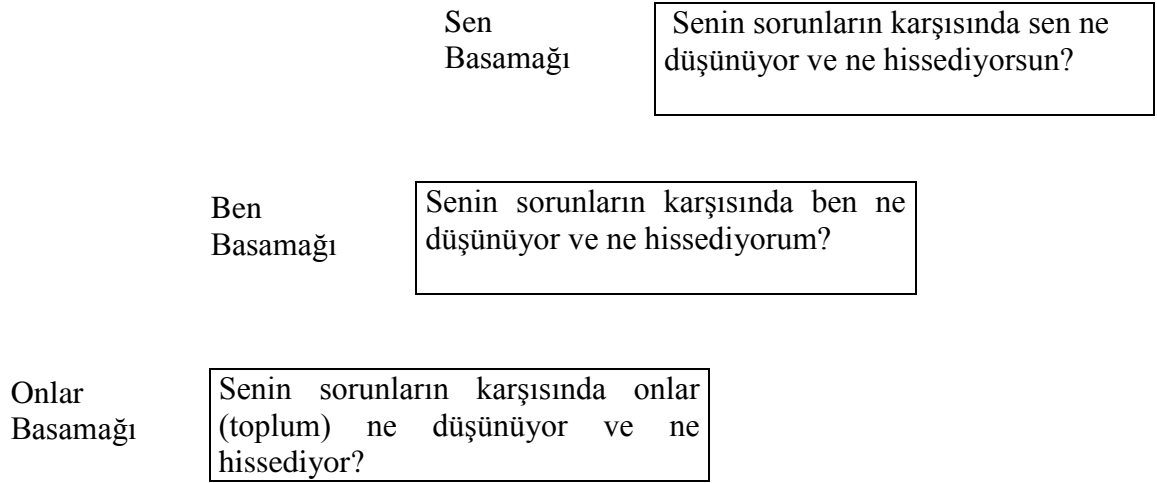 Sen
Basamağı
Senin sorunların karşısında sen ne
düşünüyor ve ne hissediyorsun?
Ben
Basamağı
Senin sorunların karşısında ben ne
düşünüyor ve ne hissediyorum?
Onlar
Basamağı
Senin sorunların karşısında onlar
(toplum) ne düşünüyor ve ne
hissediyor?